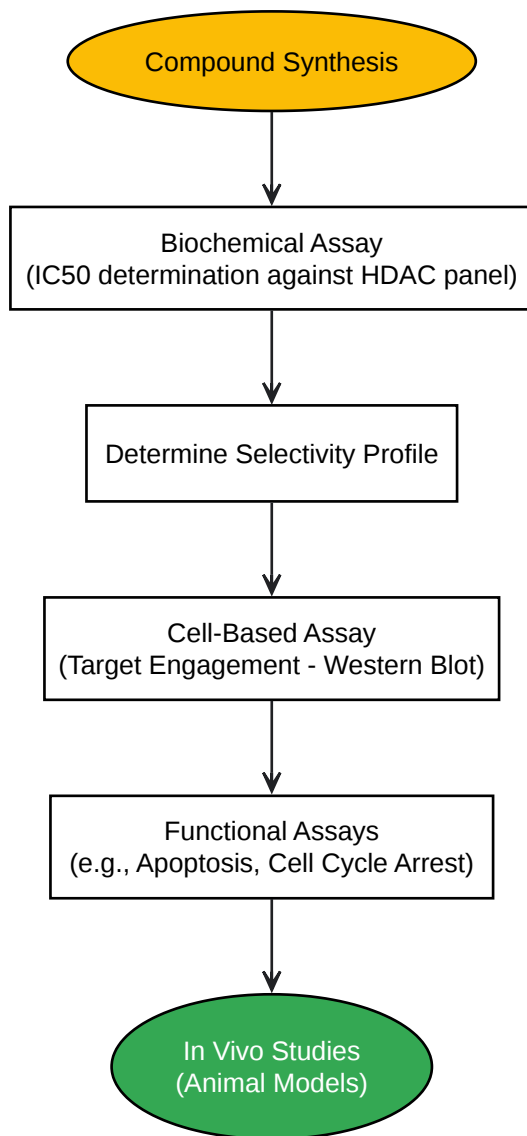 Compound Synthesis
Biochemical Assay
(IC50 determination against HDAC panel)
Determine Selectivity Profile
Cell-Based Assay
(Target Engagement - Western Blot)
Functional Assays
(e.g., Apoptosis, Cell Cycle Arrest)
In Vivo Studies
(Animal Models)